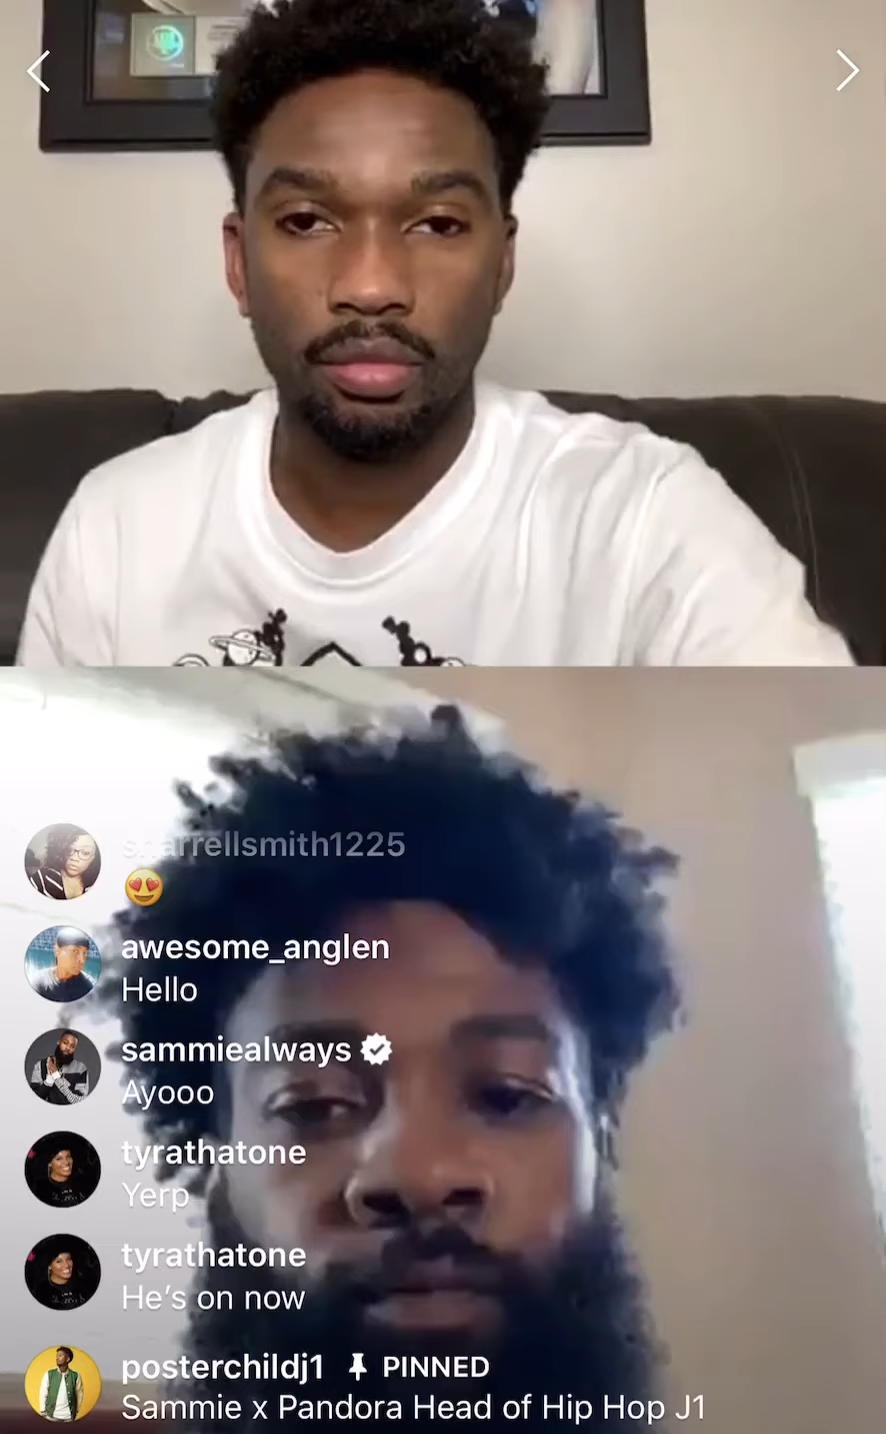 sharrellsmith1225
😍
awesome_anglen
Hello
sammiealways
Ayooo
tyrathatone
Yerp
tyrathatone
He's on now
posterchildj1 PINNED
Sammie x Pandora Head of Hip Hop J1